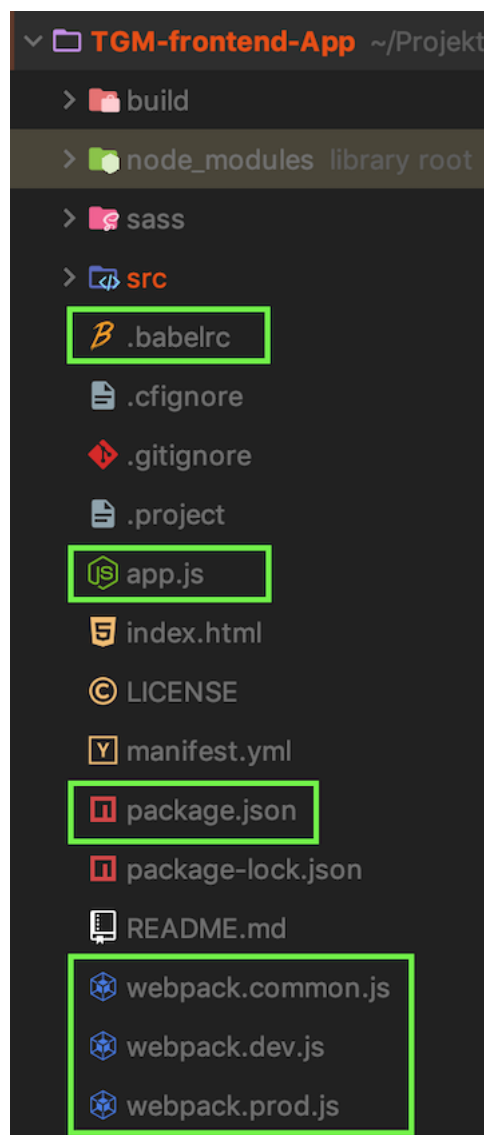 TGM-frontend-App ~/Projekt
build
node_modules library root
sass
src
.babelrc
.cfignore
.gitignore
.project
app.js
index.html
LICENSE
manifest.yml
package.json
package-lock.json
README.md
webpack.common.js
webpack.dev.js
webpack.prod.js